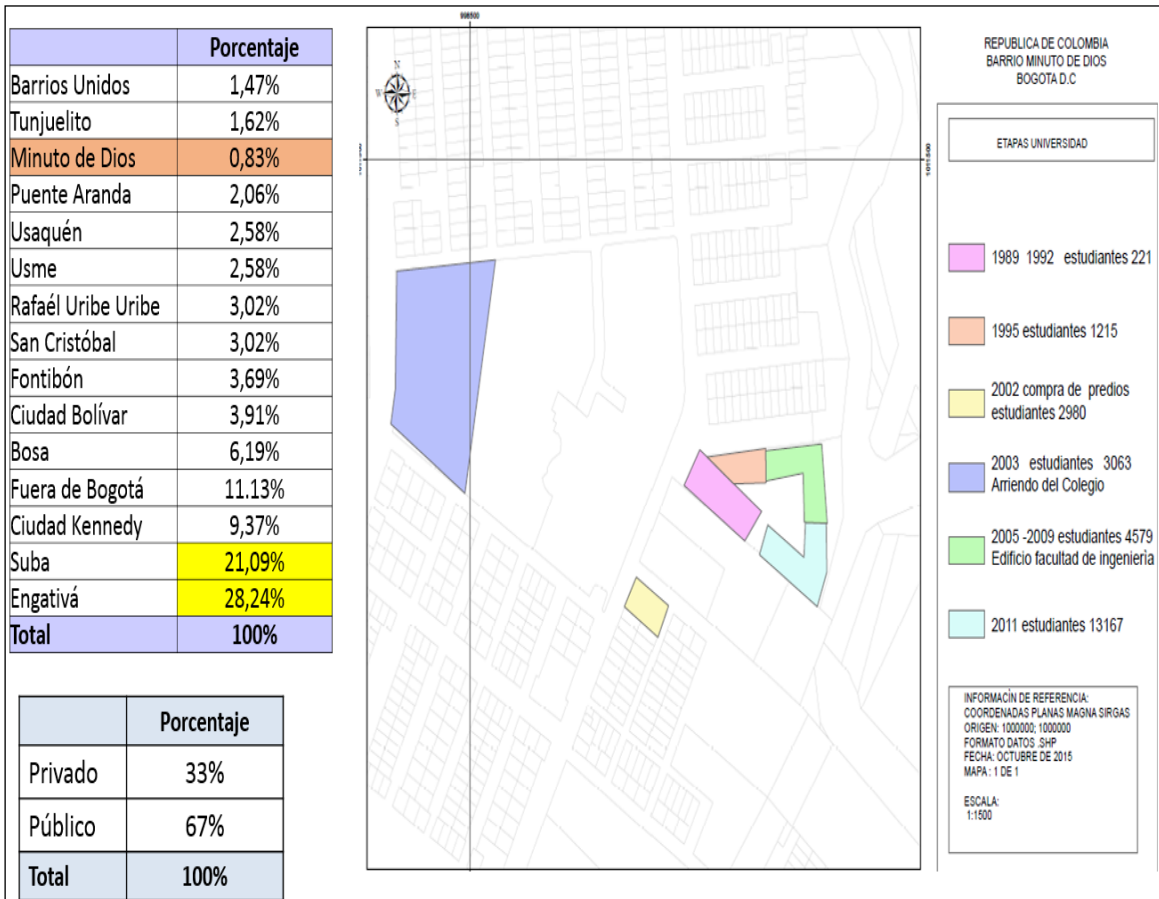 Porcentaje
Barrios Unidos 1,47%
Tunjuelito 1,62%
Minuto de Dios 0,83%
Puente Aranda 2,06%
Usaquén 2,58%
Usme 2,58%
Rafaél Uribe Uribe 3,02%
San Cristóbal 3,02%
Fontibón 3,69%
Ciudad Bolívar 3,91%
Bosa 6,19%
Fuera de Bogotá 11.13%
Ciudad Kennedy 9,37%
Suba 21,09%
Engativá 28,24%
Total 100%
Porcentaje
Privado 33%
Público 67%
Total 100%
N
S
E
REPUBLICA DE COLOMBIA
BARRIO MINUTO DE DIOS
BOGOTA D.C
ETAPAS UNIVERSIDAD
1989 1992 estudiantes 221
1995 estudiantes 1215
2002 compra de predios
estudiantes 2980
2003 estudiantes 3063
Arriendo del Colegio
2005 -2009 estudiantes 4579
Edificio facultad de ingenieria
2011 estudiantes 13167
INFORMACÌN DE REFERENCIA:
COORDENADAS PLANAS MAGNA SIRGAS
ORIGEN: 1000000; 1000000
FORMATO DATOS .SHP
FECHA: OCTUBRE DE 2015
MAPA : 1 DE 1
ESCALA:
1:1500